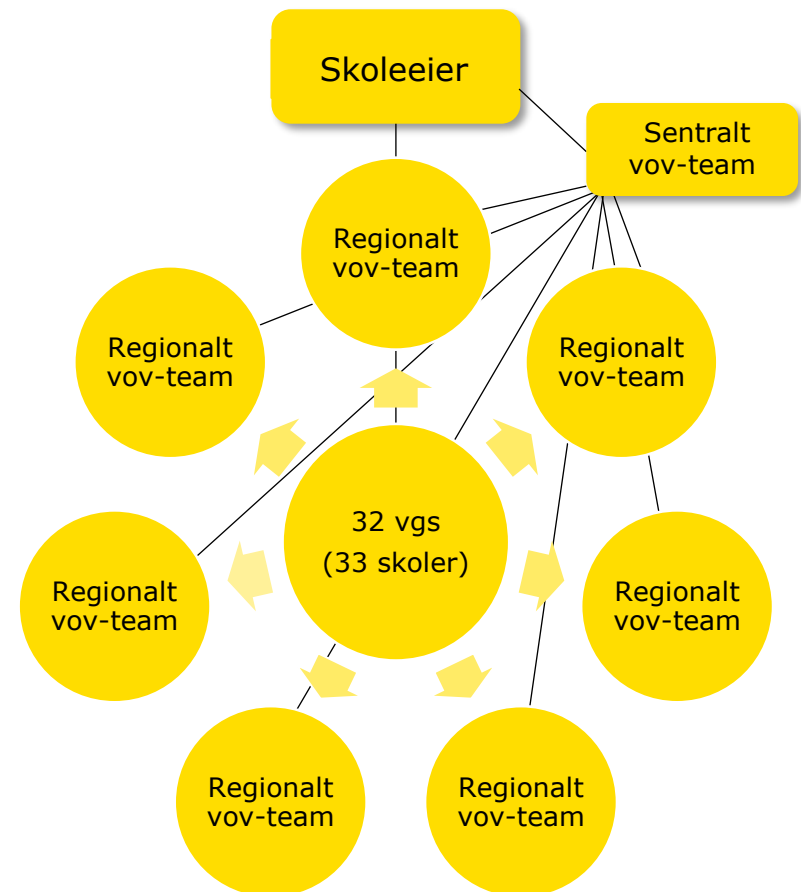 Skoleeier
Sentralt
vov-team
Regionalt
vov-team
Regionalt
vov-team
Regionalt
vov-team
32 vgs
(33 skoler)
Regionalt
vov-team
Regionalt
vov-team
Regionalt
vov-team
Regionalt
vov-team